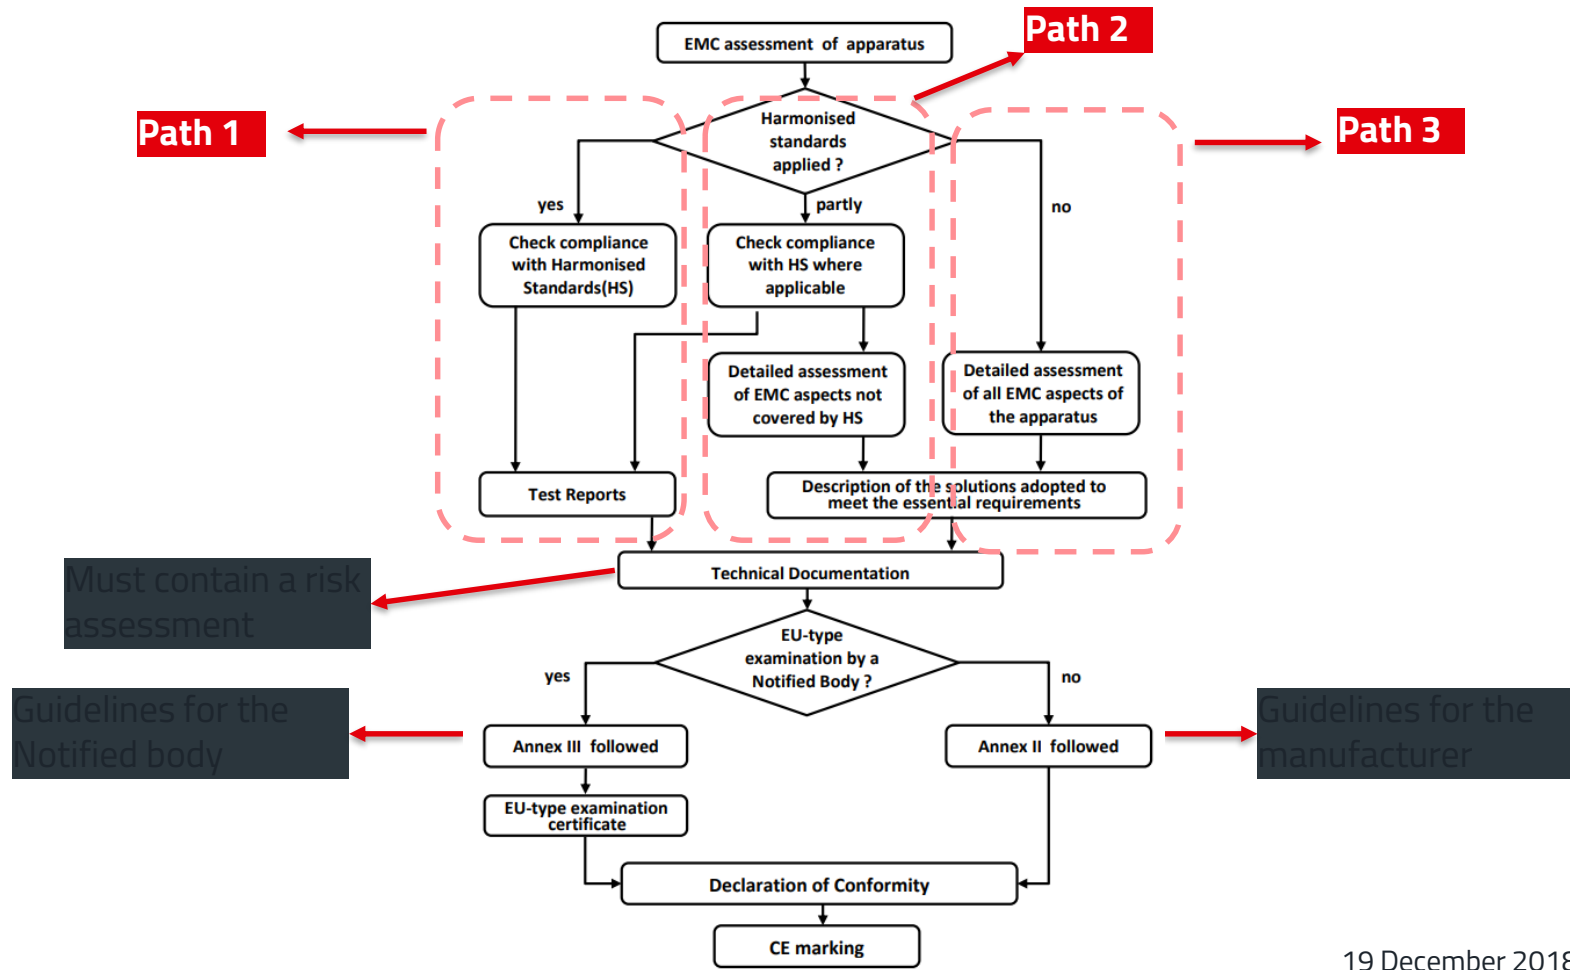 Path 2
EMC assessment of apparatus
Path 1
Path 3
Harmonised
standards
applied ?
yes
partly
no
Check compliance
with Harmonised
Standards(HS)
Check compliance
with HS where
applicable
Detailed assessment
of EMC aspects not
covered by HS
Detailed assessment
of all EMC aspects of
the apparatus
Test Reports
Description of the solutions adopted to
meet the essential requirements
Must contain a risk
assessment
Technical Documentation
EU-type
examination by a
Notified Body ?
yes
no
Guidelines for the
Notified body
Annex III followed
Annex II followed
Guidelines for the
manufacturer
EU-type examination
certificate
Declaration of Conformity
CE marking
19 December 2018